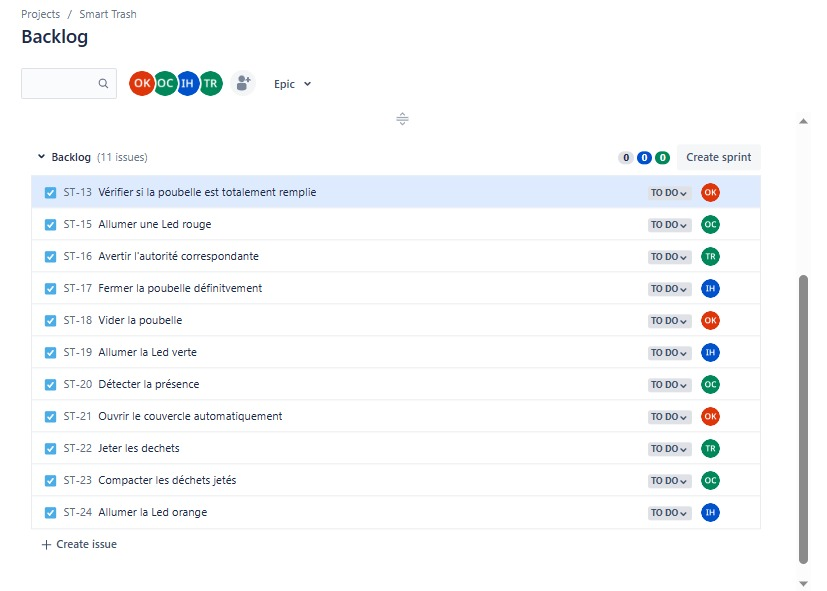 Projects / Smart Trash
Backlog
OK OC IH TR Epic
Backlog (11 issues) 0 0 0 Create sprint
ST-13 Vérifier si la poubelle est totalement remplie TO DO OK
ST-15 Allumer une Led rouge TO DO OC
ST-16 Avertir l'autorité correspondante TO DO TR
ST-17 Fermer la poubelle définitvement TO DO IH
ST-18 Vider la poubelle TO DO OK
ST-19 Allumer la Led verte TO DO IH
ST-20 Détecter la présence TO DO OC
ST-21 Ouvrir le couvercle automatiquement TO DO OK
ST-22 Jeter les dechets TO DO TR
ST-23 Compacter les déchets jetés TO DO OC
ST-24 Allumer la Led orange TO DO IH
+ Create issue